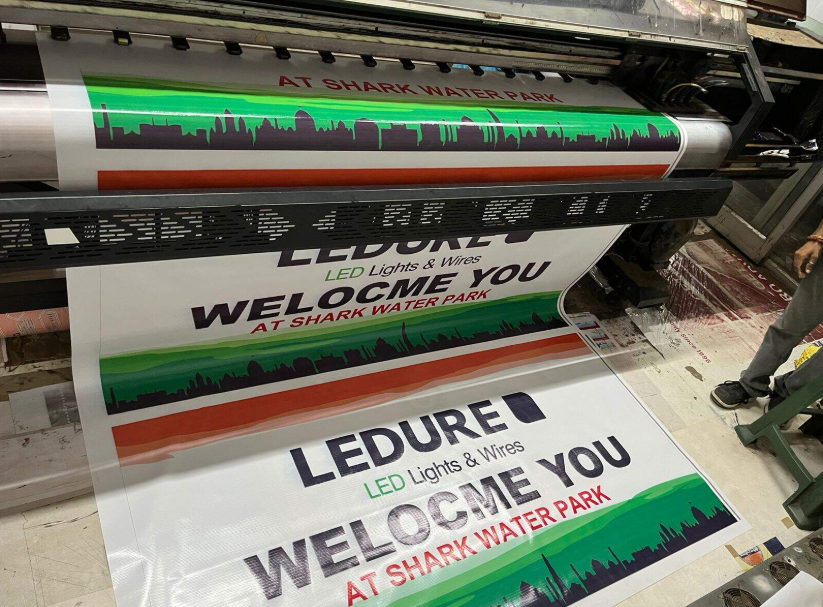 AT SHARK WATER PARK
LEDURE
LED Lights & Wires
WELOCME YOU
AT SHARK WATER PARK
LEDURE
LED Lights & Wires
WELOCME YOU
AT SHARK WATER PARK